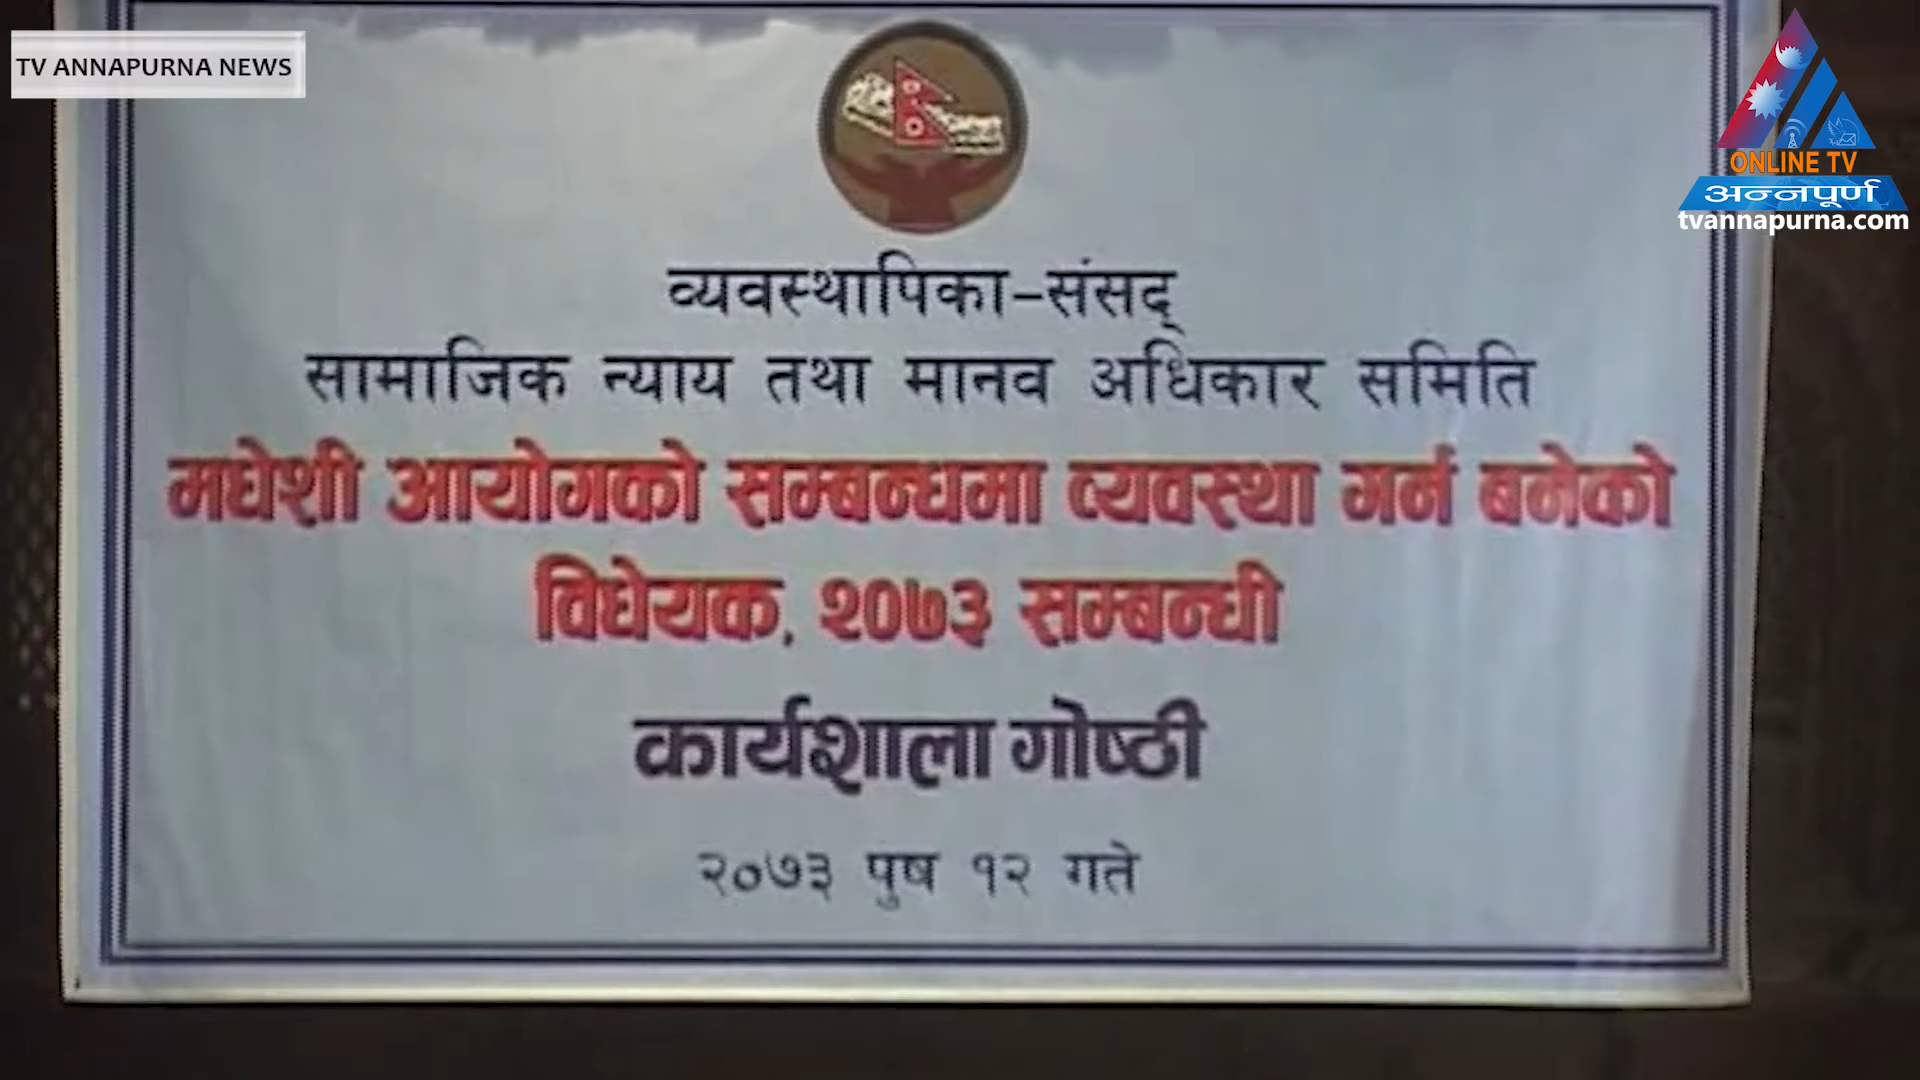 TV ANNAPURNA NEWS
ONLINE TV
अन्नपूर्ण
tvannapurna.com
व्यवस्थापिका-संसद्
सामाजिक न्याय तथा मानव अधिकार समिति
मधेशी आयोगको सम्बन्धमा व्यवस्था गर्न बनेको
विधेयक, २०७३ सम्बन्धी
कार्यशाला गोष्ठी
२०७३ पुष १२ गते